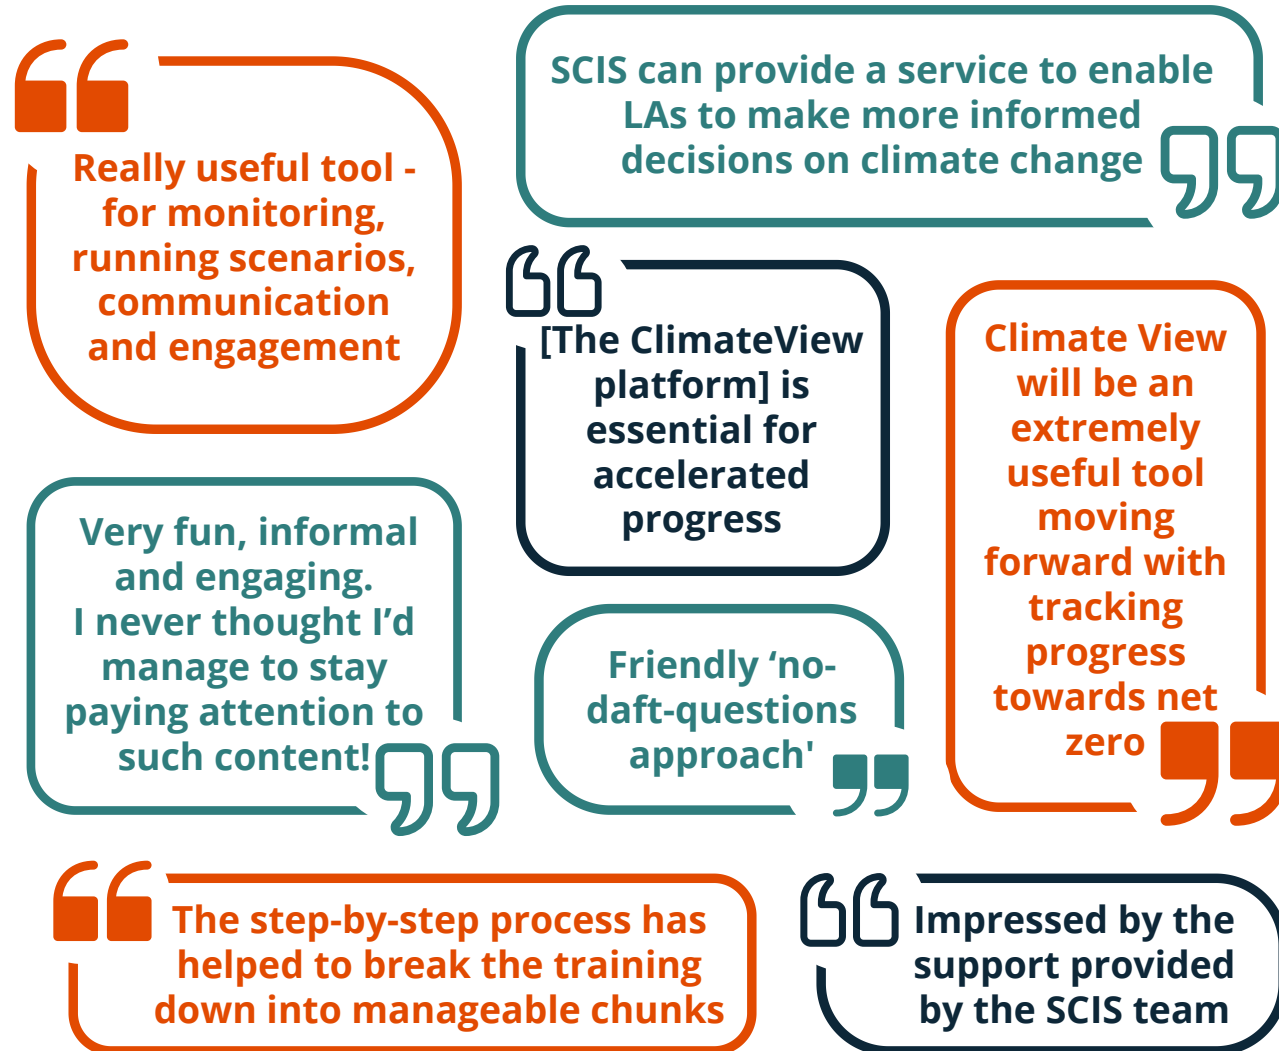 Really useful tool -
for monitoring,
running scenarios,
communication
and engagement
SCIS can provide a service to enable
LAs to make more informed
decisions on climate change
[The ClimateView
platform] is
essential for
accelerated
progress
Climate View
will be an
extremely
useful tool
moving
forward with
tracking
progress
towards net
zero
Very fun, informal
and engaging.
I never thought I’d
manage to stay
paying attention to
such content!
Friendly ‘no-
daft-questions
approach'
The step-by-step process has
helped to break the training
down into manageable chunks
Impressed by the
support provided
by the SCIS team